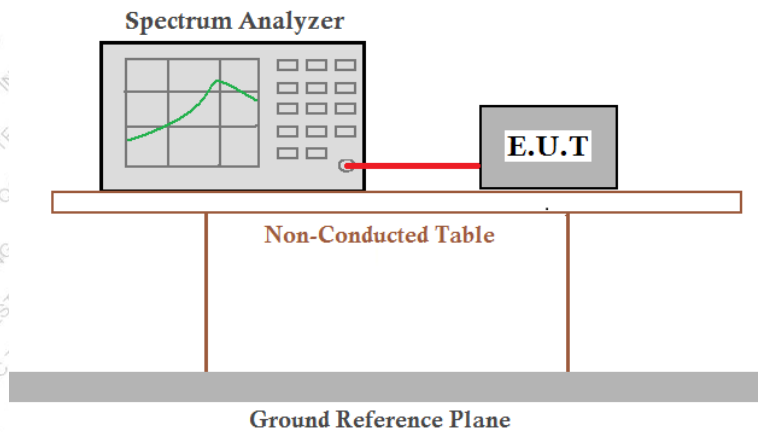 Spectrum Analyzer
E.U.T
Non-Conducted Table
Ground Reference Plane